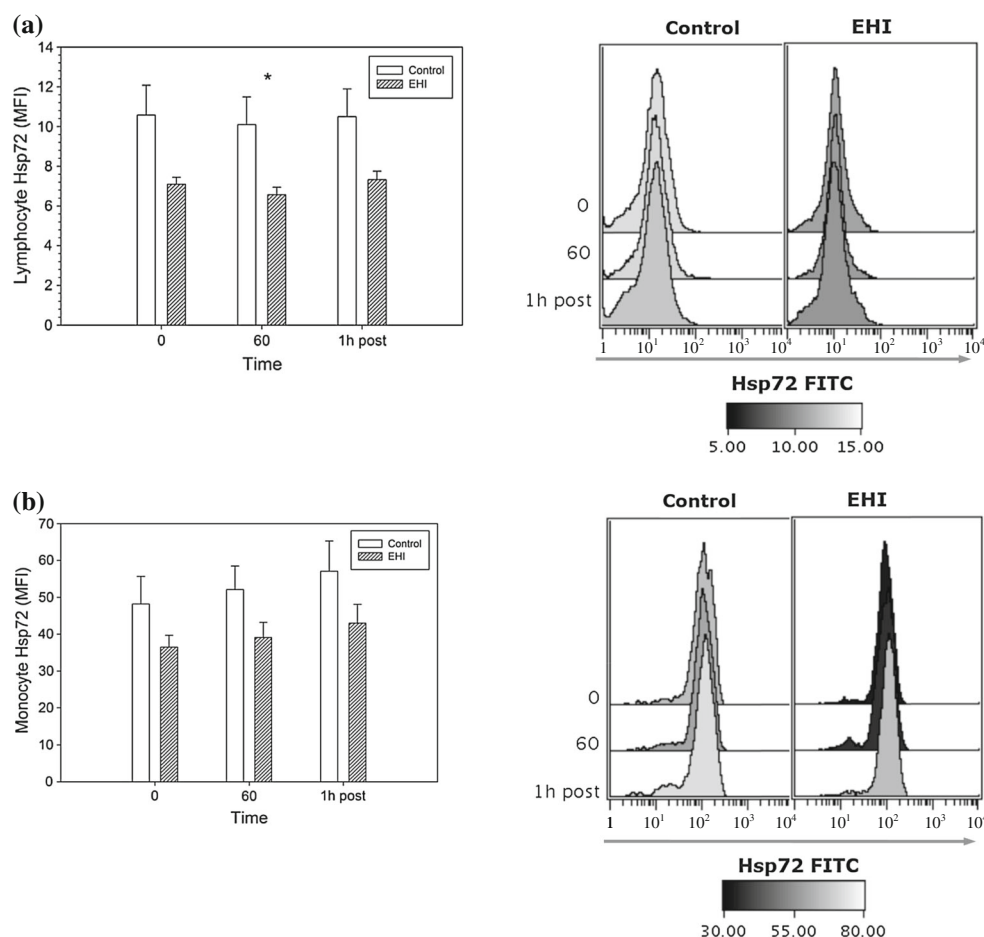 (a)
Lymphocyte Hsp72 (MFI)
14
12
10
8
6
4
2
0
*
Control
EHI
0 60 1h post
Time
Control EHI
0
60
1h post
1 10¹ 10² 10³ 10⁴ 10¹ 10² 10³ 10⁴
Hsp72 FITC
5.00 10.00 15.00
(b)
Monocyte Hsp72 (MFI)
70
60
50
40
30
20
10
0
Control
EHI
0 60 1h post
Time
Control EHI
0
60
1h post
1 10¹ 10² 10³ 10⁴ 10¹ 10² 10³
Hsp72 FITC
30.00 55.00 80.00